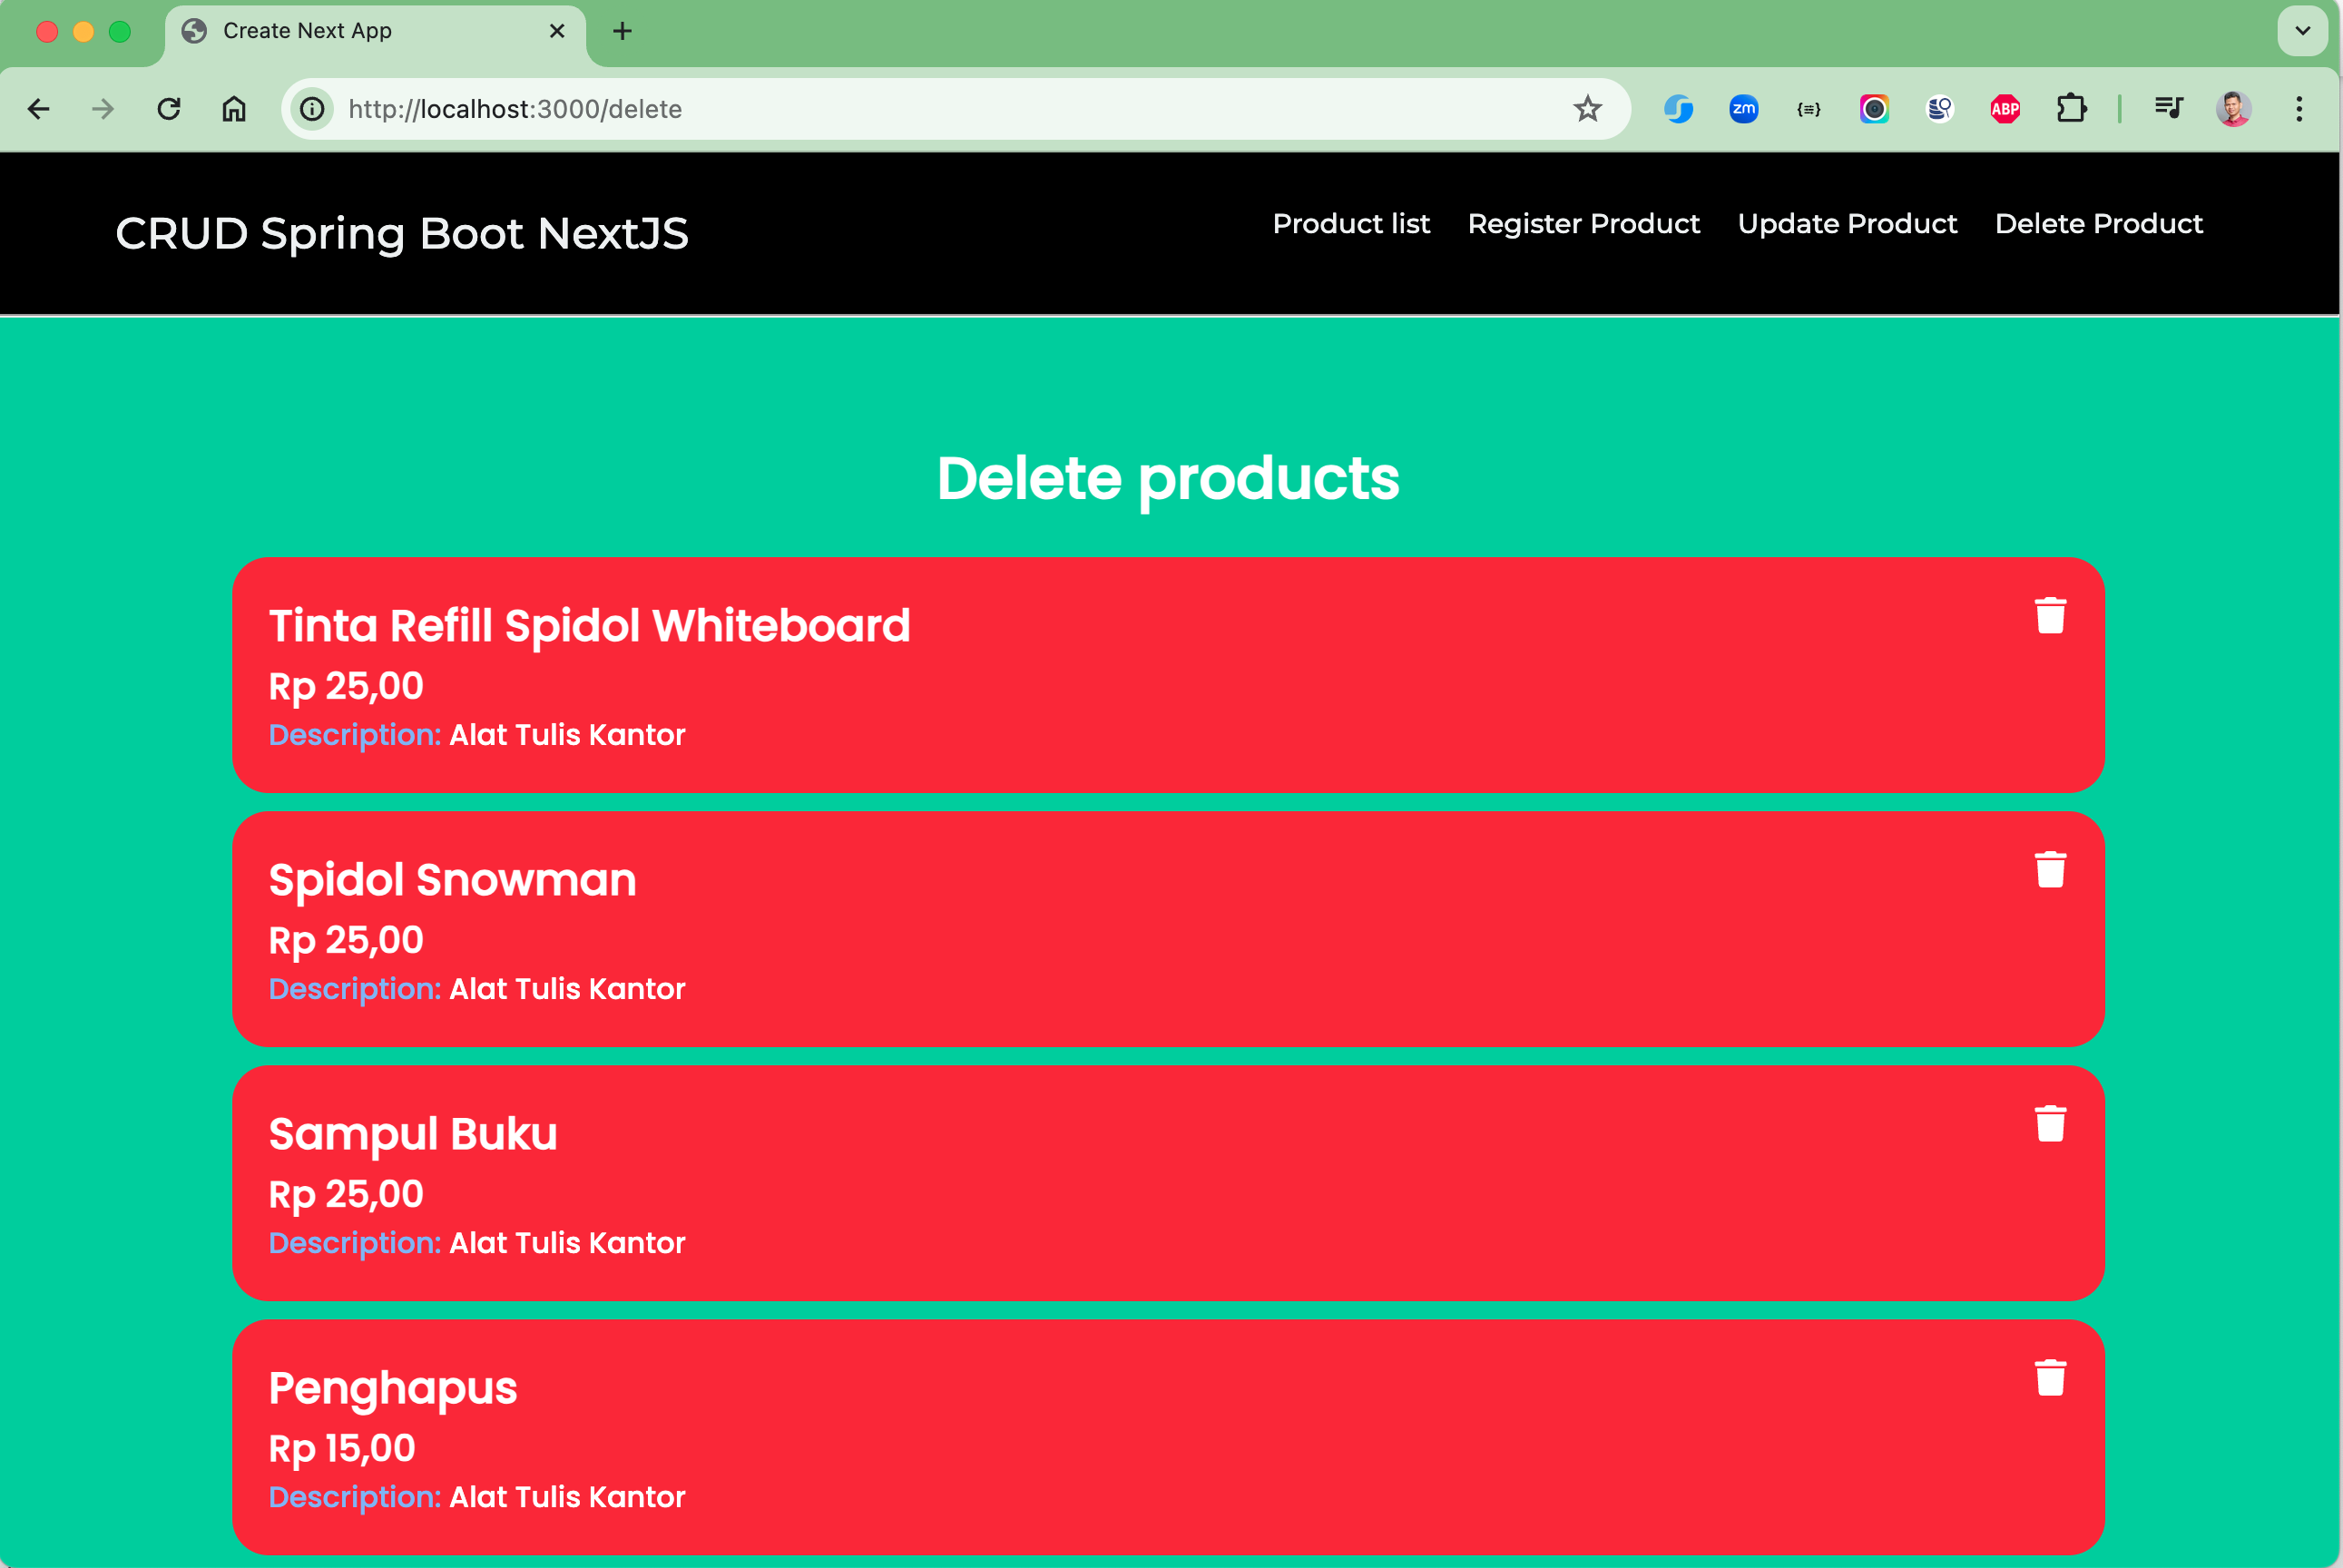 Create Next App
http://localhost:3000/delete
zm
ABP
CRUD Spring Boot NextJS
Product list
Register Product
Update Product
Delete Product
Delete products
Tinta Refill Spidol Whiteboard
Rp 25,00
Description: Alat Tulis Kantor
Spidol Snowman
Rp 25,00
Description: Alat Tulis Kantor
Sampul Buku
Rp 25,00
Description: Alat Tulis Kantor
Penghapus
Rp 15,00
Description: Alat Tulis Kantor